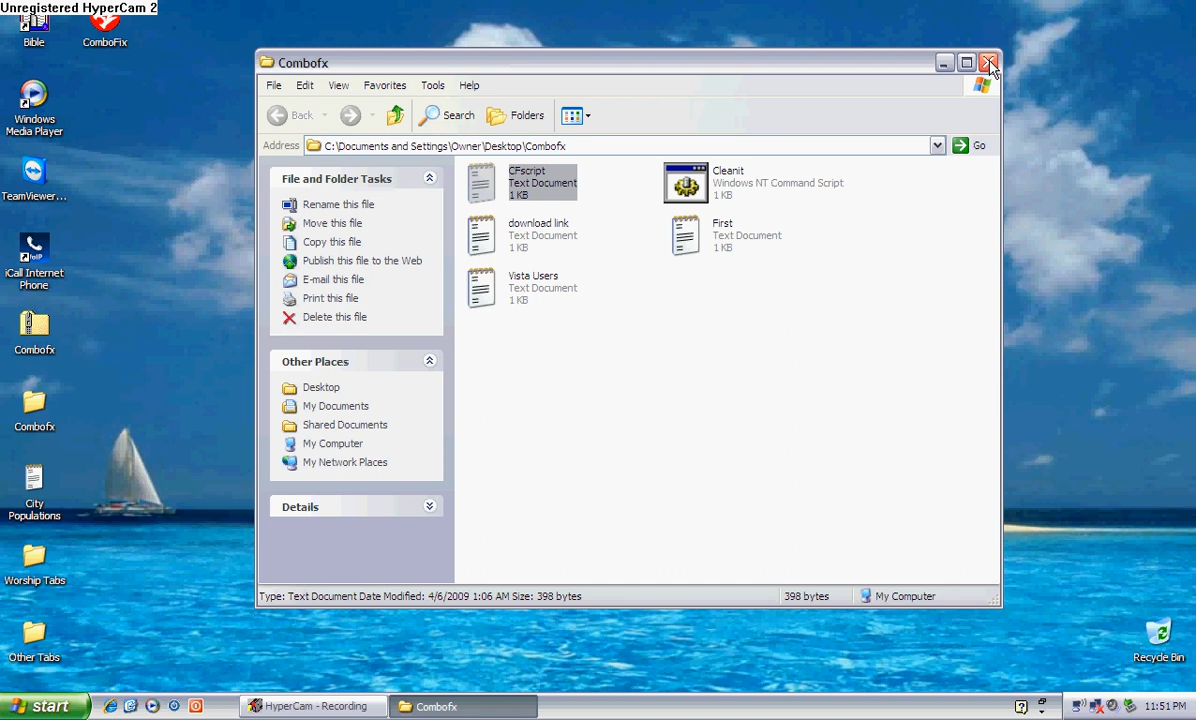 Unregistered HyperCam 2
Bible
ComboFix
Windows
Media Player
TeamViewer...
iCall Internet
Phone
Combofx
Combofx
City
Populations
Worship Tabs
Other Tabs
Combofx
File Edit View Favorites Tools Help
Back Search Folders
Address C:\Documents and Settings\Owner\Desktop\Combofx Go
File and Folder Tasks
Rename this file
Move this file
Copy this file
Publish this file to the Web
E-mail this file
Print this file
Delete this file
Other Places
Desktop
My Documents
Shared Documents
My Computer
My Network Places
Details
CFscript
Text Document
1 KB
Cleanit
Windows NT Command Script
1 KB
download link
Text Document
1 KB
First
Text Document
1 KB
Vista Users
Text Document
1 KB
Type: Text Document Date Modified: 4/6/2009 1:06 AM Size: 398 bytes 398 bytes My Computer
Recycle Bin
start HyperCam - Recording Combofx 11:51 PM